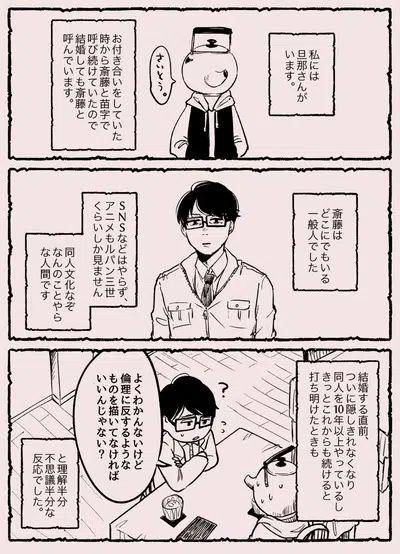 私には
旦那さんが
います。
さいとう。
お付き合いをしていた
時から斎藤と苗字で
呼び続けていたので
結婚しても斎藤と
呼んでいます。
斎藤は
どこにでもいる
一般人でした
SNSなどはやらず、
アニメもルパン三世
くらいしか見ません
同人文化なぞ
なんのことやら
な人間です
結婚する直前、
ついに隠しきれなくなり
同人を10年以上やっているし
きっとこれからも続けると
打ち明けたときも
?
よくわかんないけど
倫理に反するような
ものを描いてなければ
いいんじゃない?
と理解半分
不思議半分な
反応でした。